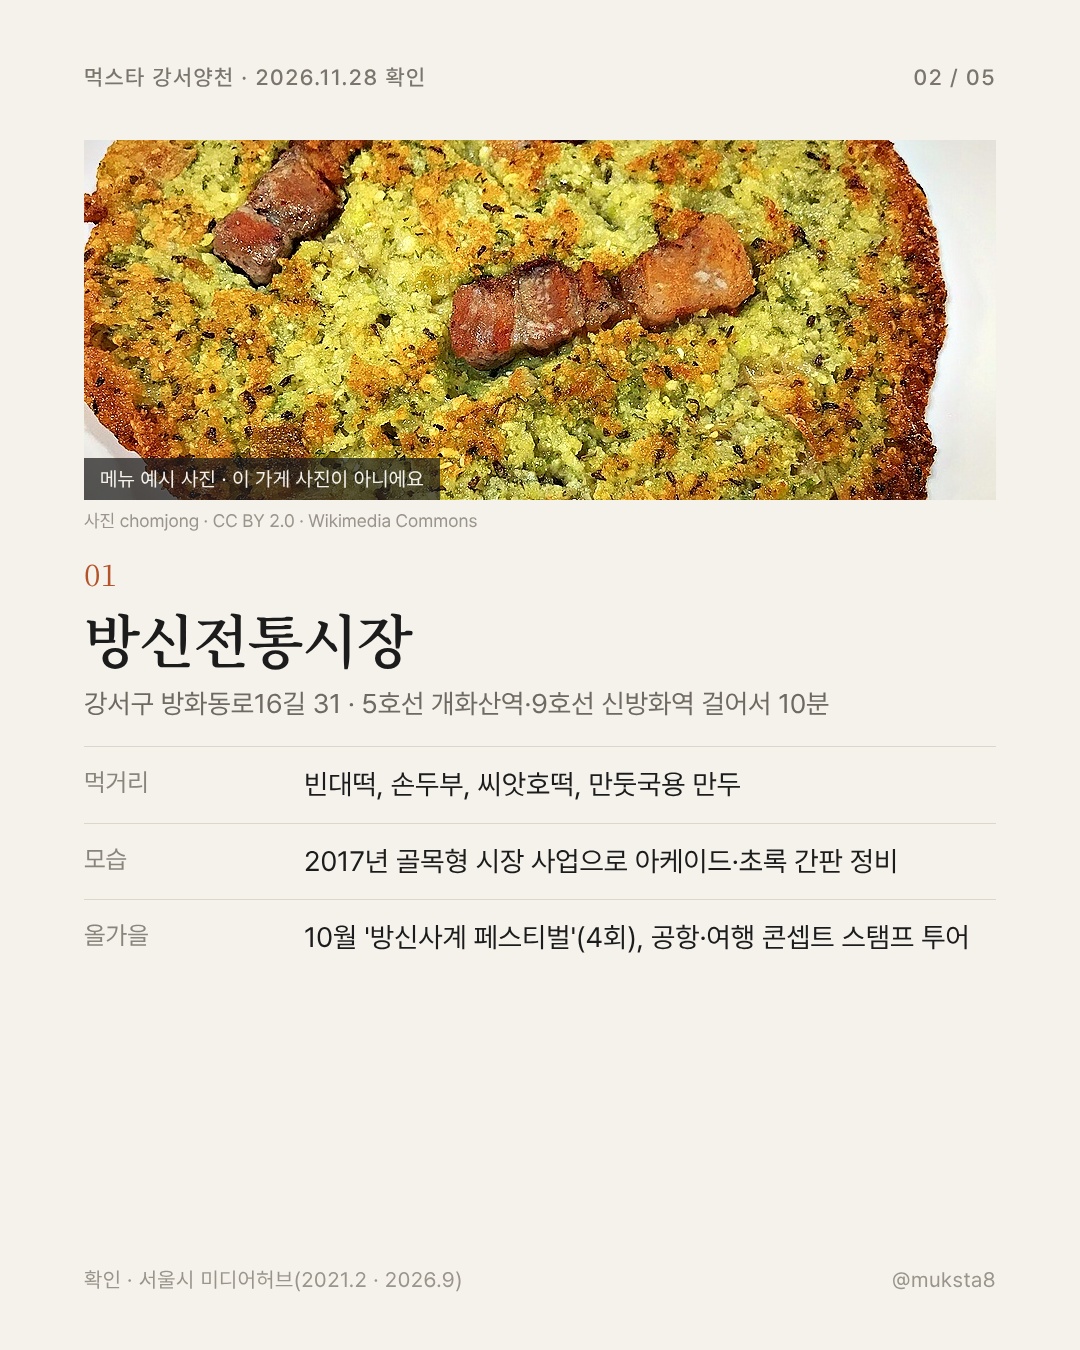 먹스타 강서양천 · 2026.11.28 확인
02 / 05
메뉴 예시 사진 · 이 가게 사진이 아니에요
사진 chomjong · CC BY 2.0 · Wikimedia Commons
01
방신전통시장
강서구 방화동로16길 31 · 5호선 개화산역·9호선 신방화역 걸어서 10분
먹거리
빈대떡, 손두부, 씨앗호떡, 만둣국용 만두
모습
2017년 골목형 시장 사업으로 아케이드·초록 간판 정비
올가을
10월 '방신사계 페스티벌'(4회), 공항·여행 콘셉트 스탬프 투어
확인 · 서울시 미디어허브(2021.2 · 2026.9)
@muksta8